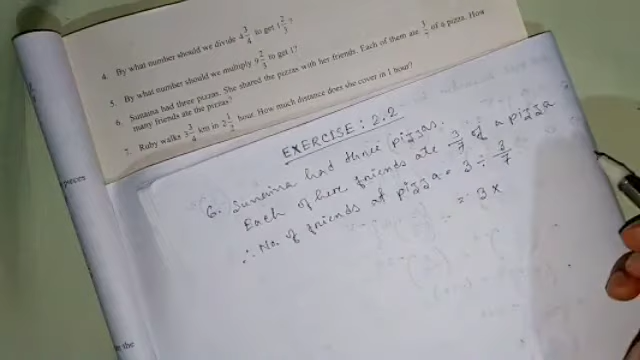 4. By what number should we divide 4 3/4 to get 1 2/3?
5. By what number should we multiply 9 2/3 to get 1?
6. Sunaina had three pizzas. She shared the pizzas with her friends. Each of them ate 3/7 of a pizza. How
many friends ate the pizzas?
7. Ruby walks 3 3/4 km in 2 1/2 hour. How much distance does she cover in 1 hour?
EXERCISE: 2.2
6. Sunaina had three pizzas.
Each of here friends ate 3/7 of a pizza
∴ No. of friends at pizza = 3 ÷ 3/7
= 3 ×
the